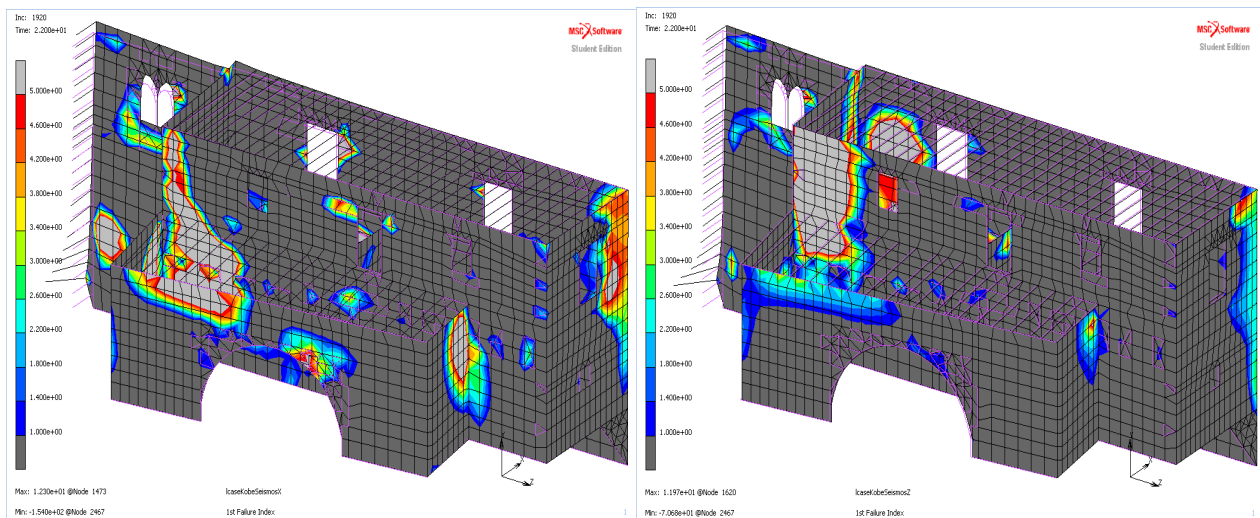 Inc: 1920
Time: 2.200e+01
MSC Software
Student Edition
5.000e+00
4.600e+00
4.200e+00
3.800e+00
3.400e+00
3.000e+00
2.600e+00
2.200e+00
1.800e+00
1.400e+00
1.000e+00
Z
Max: 1.230e+01 @Node 1473
lcaseKobeSeismosX
Min: -1.540e+02 @Node 2467
1st Failure Index
1
Inc: 1920
Time: 2.200e+01
MSC Software
Student Edition
5.000e+00
4.600e+00
4.200e+00
3.800e+00
3.400e+00
3.000e+00
2.600e+00
2.200e+00
1.800e+00
1.400e+00
1.000e+00
Z
Max: 1.197e+01 @Node 1620
lcaseKobeSeismosZ
Min: -7.068e+01 @Node 2467
1st Failure Index
1